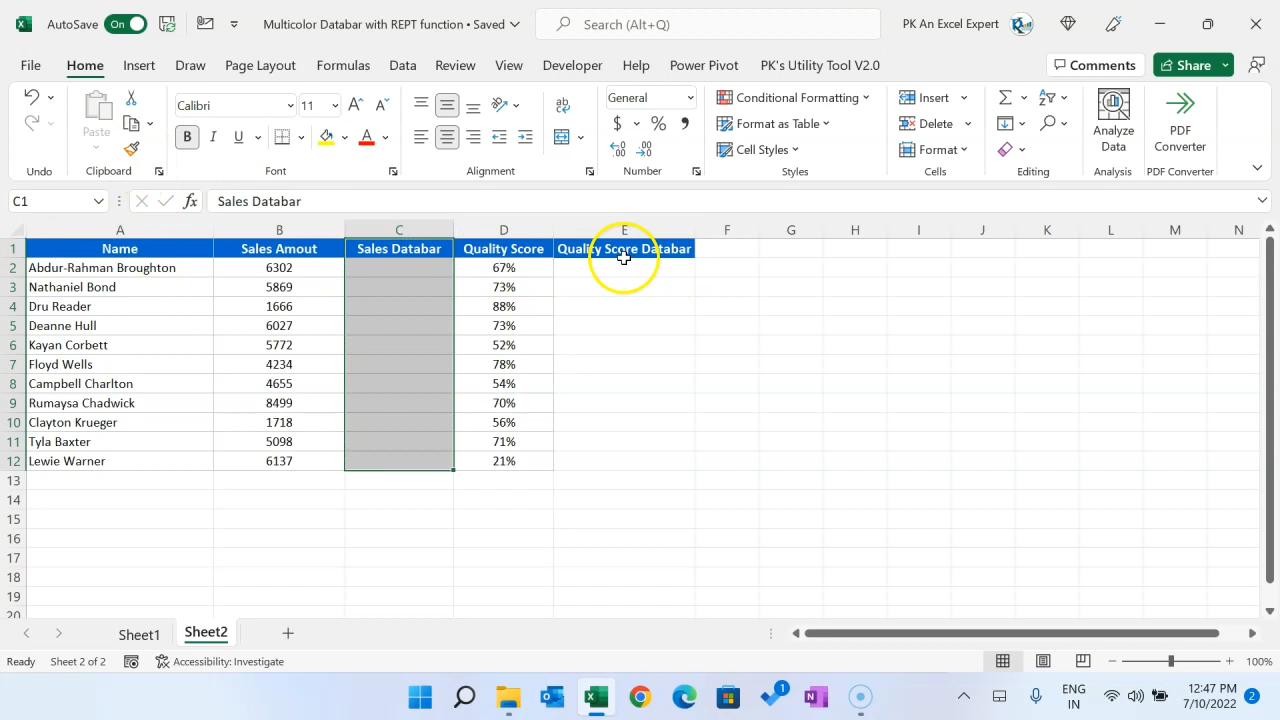 AutoSave On Multicolor Databar with REPT function • Saved Search (Alt+Q) PK An Excel Expert
File Home Insert Draw Page Layout Formulas Data Review View Developer Help Power Pivot PK's Utility Tool V2.0 Comments Share
Calibri 11 General Conditional Formatting Insert
Paste B I U A $ % , Format as Table Delete Analyze Data PDF Converter
Cell Styles Format
Undo Clipboard Font Alignment Number Styles Cells Editing Analysis PDF Converter
C1 fx Sales Databar
A B C D E F G H I J K L M N
1 Name Sales Amout Sales Databar Quality Score Quality Score Databar
2 Abdur-Rahman Broughton 6302 67%
3 Nathaniel Bond 5869 73%
4 Dru Reader 1666 88%
5 Deanne Hull 6027 73%
6 Kayan Corbett 5772 52%
7 Floyd Wells 4234 78%
8 Campbell Charlton 4655 54%
9 Rumaysa Chadwick 8499 70%
10 Clayton Krueger 1718 56%
11 Tyla Baxter 5098 71%
12 Lewie Warner 6137 21%
13
14
15
16
17
18
19
20
Sheet1 Sheet2
Ready Sheet 2 of 2 Accessibility: Investigate 100%
1 ENG 12:47 PM
IN 7/10/2022 2